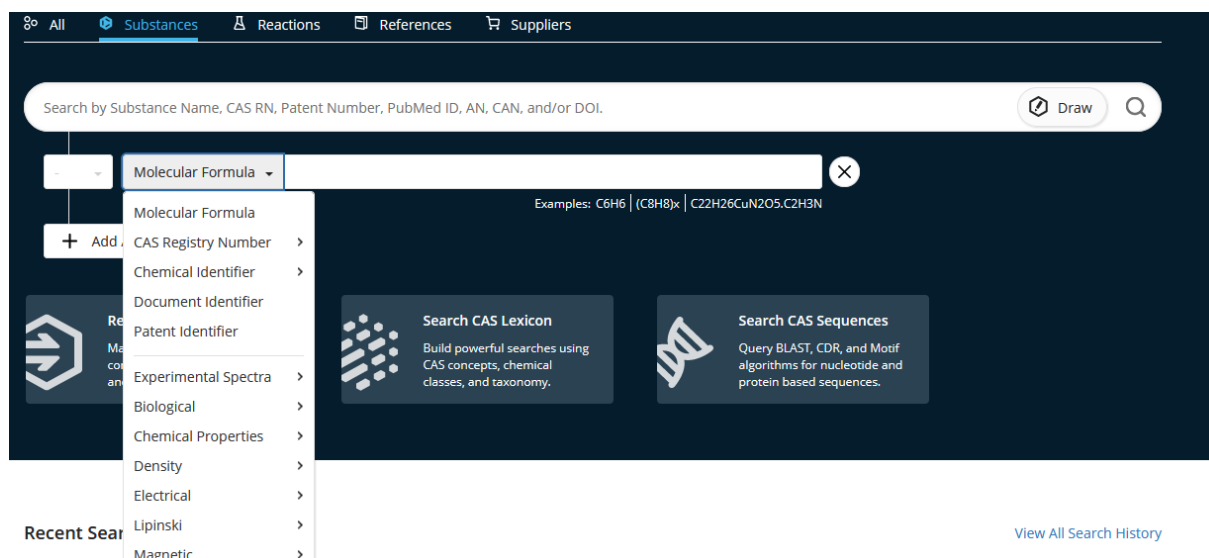 All Substances Reactions References Suppliers
Search by Substance Name, CAS RN, Patent Number, PubMed ID, AN, CAN, and/or DOI.
Draw
- Molecular Formula
Examples: C6H6 | (C8H8)x | C22H26CuN2O5.C2H3N
+ Add
Molecular Formula
CAS Registry Number
Chemical Identifier
Document Identifier
Patent Identifier
Experimental Spectra
Biological
Chemical Properties
Density
Electrical
Lipinski
Magnetic
Search CAS Lexicon
Build powerful searches using
CAS concepts, chemical
classes, and taxonomy.
Search CAS Sequences
Query BLAST, CDR, and Motif
algorithms for nucleotide and
protein based sequences.
Recent Sear
View All Search History